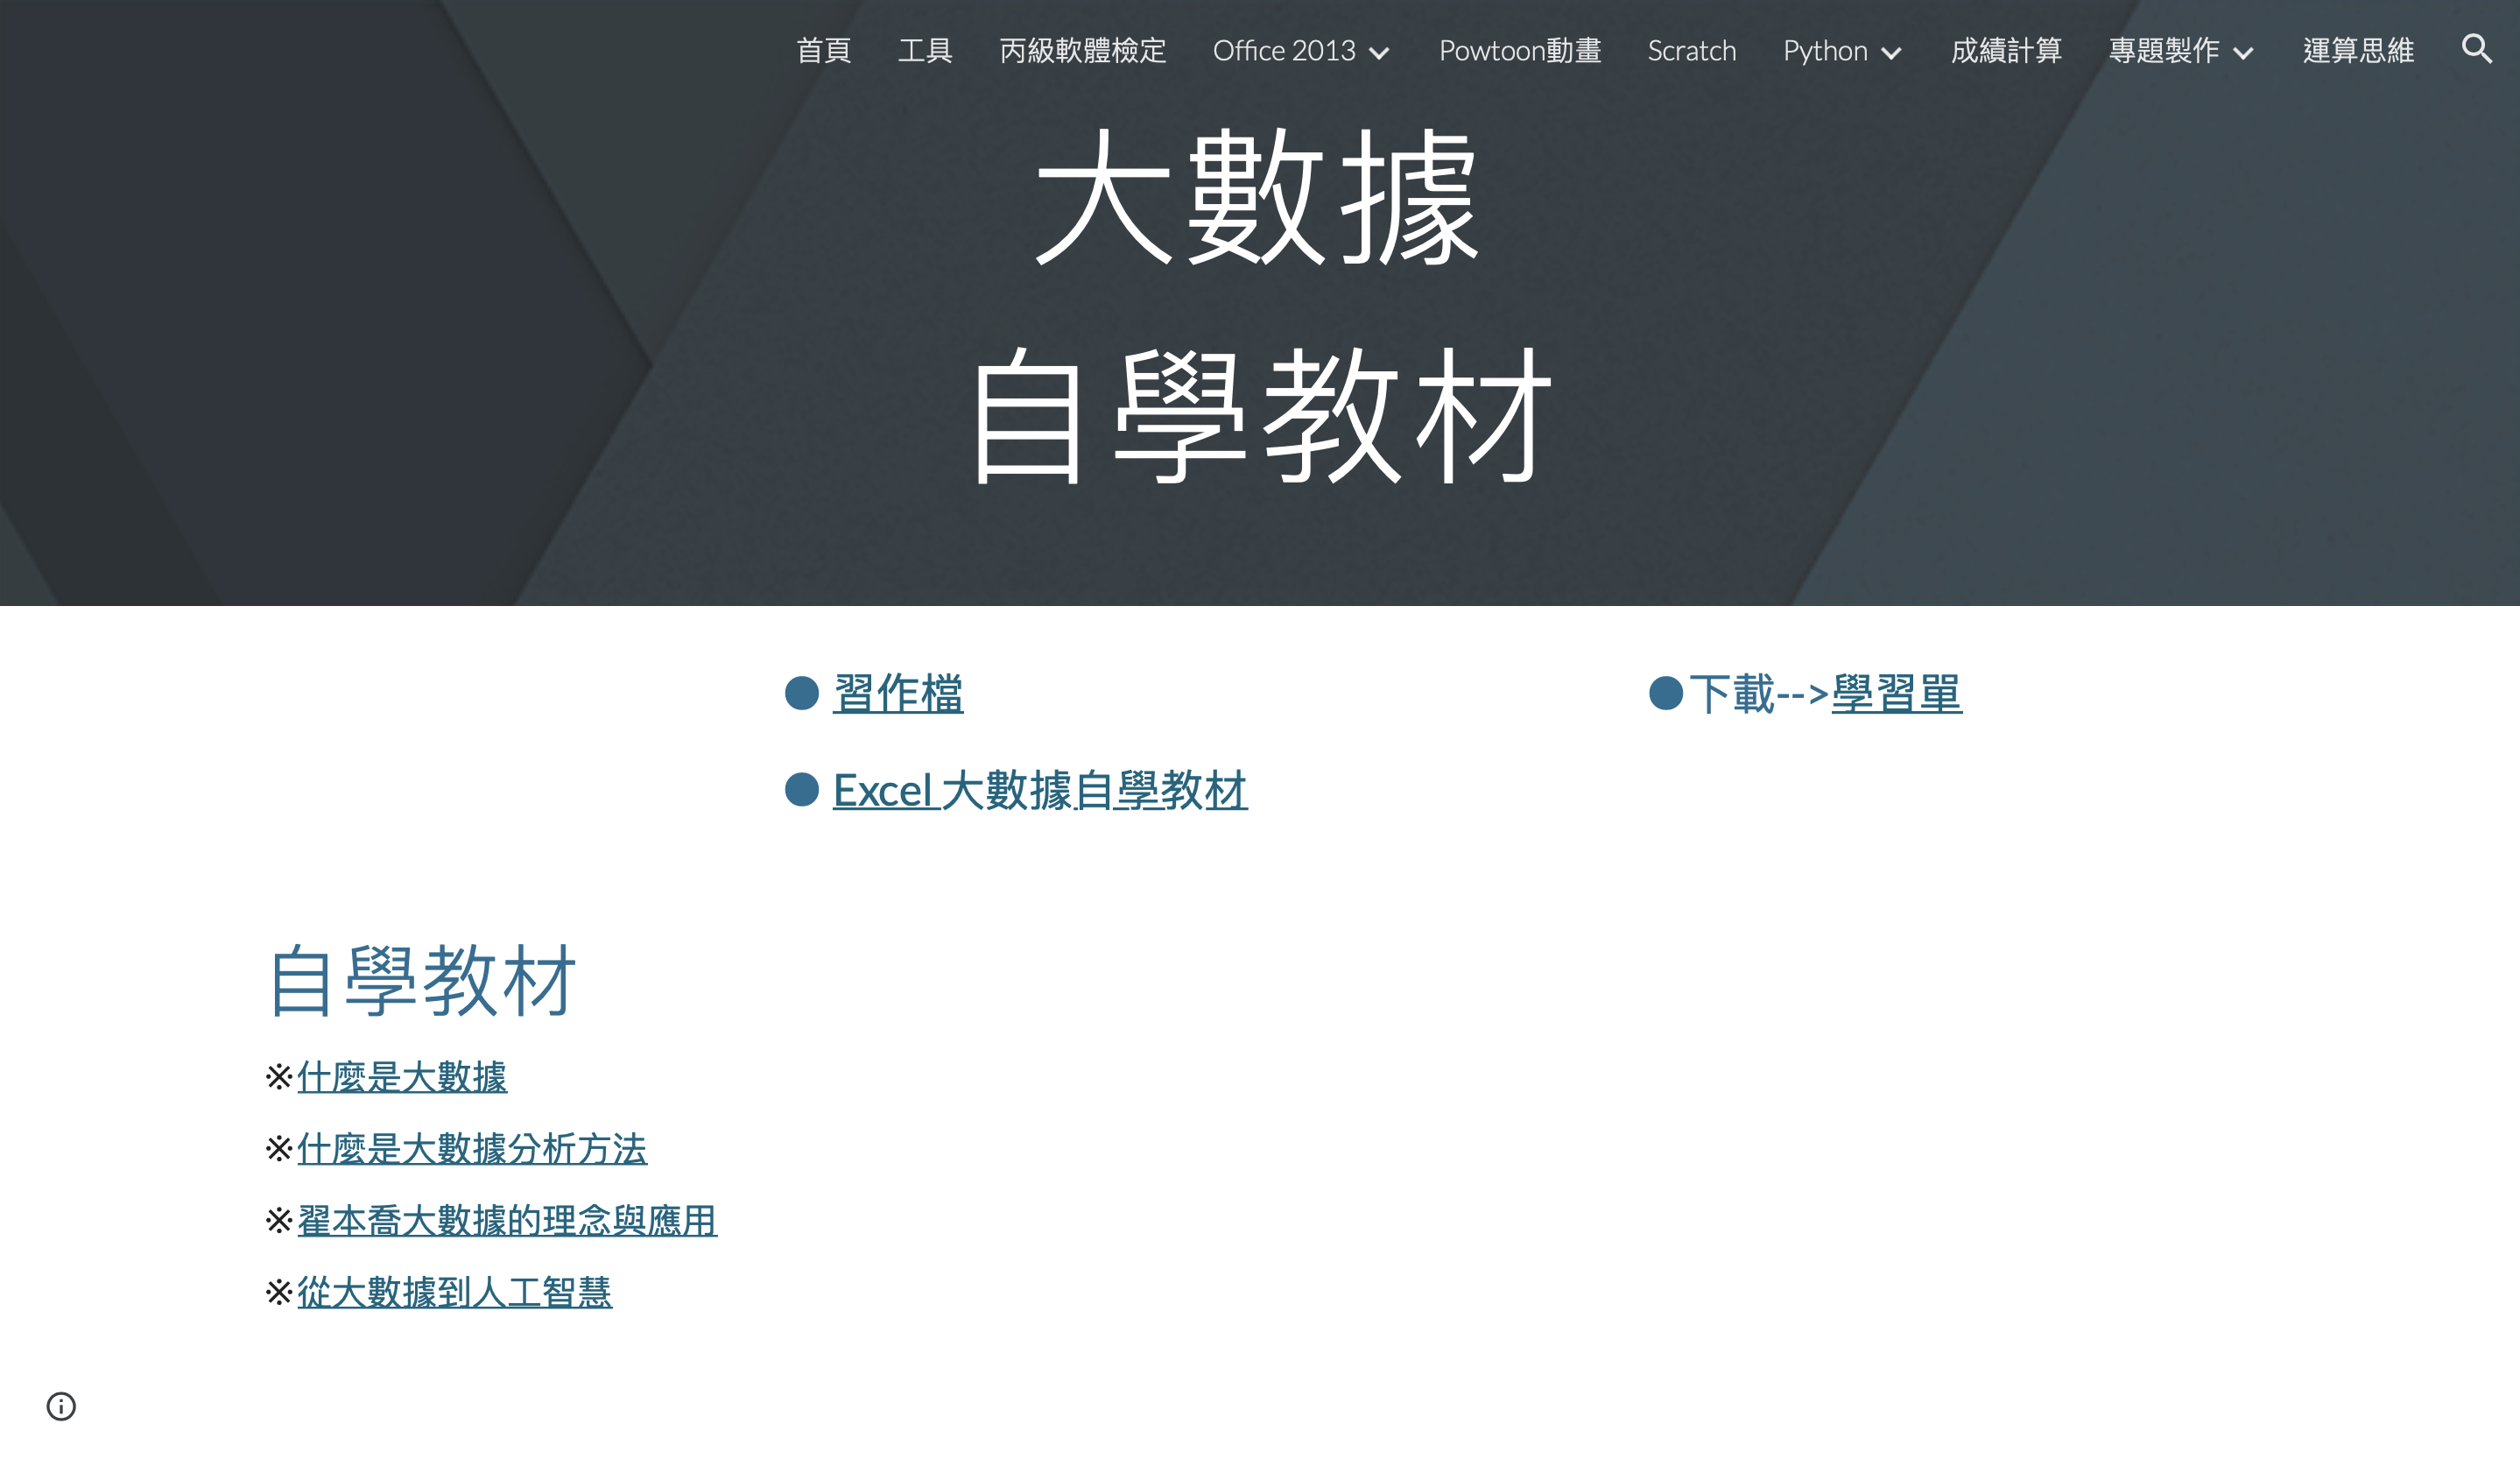 首頁 工具 丙級軟體檢定 Office 2013 Powtoon動畫 Scratch Python 成績計算 專題製作 運算思維
大數據
自學教材
● 習作檔
●下載-->學習單
● Excel 大數據自學教材
自學教材
※什麼是大數據
※什麼是大數據分析方法
※翟本喬大數據的理念與應用
※從大數據到人工智慧